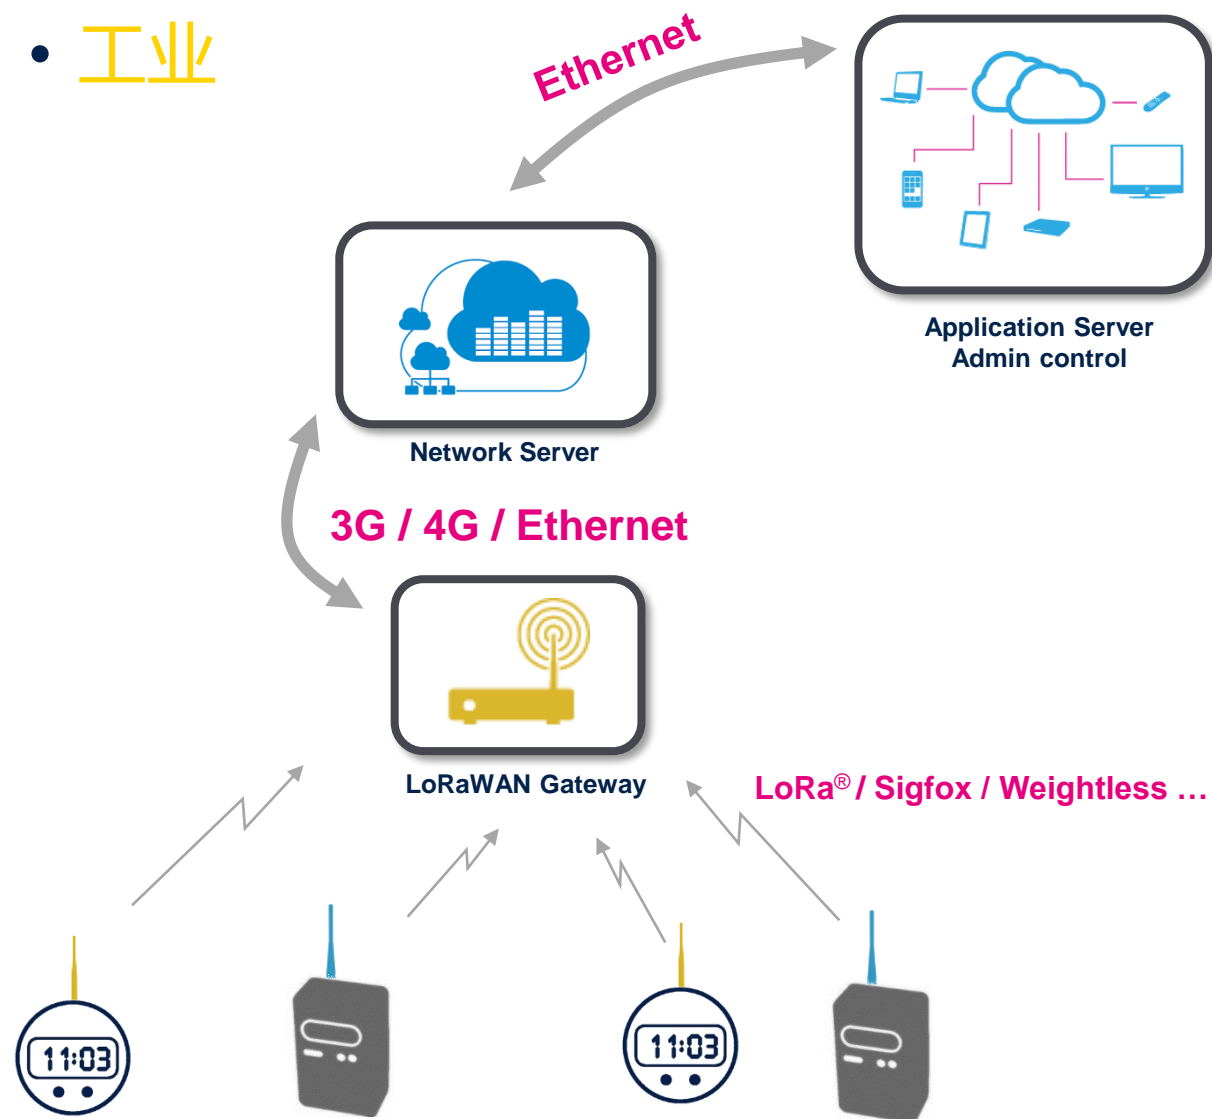 • 工业
Ethernet
Application Server
Admin control
Network Server
3G / 4G / Ethernet
LoRaWAN Gateway
LoRa® / Sigfox / Weightless …
11:03
11:03